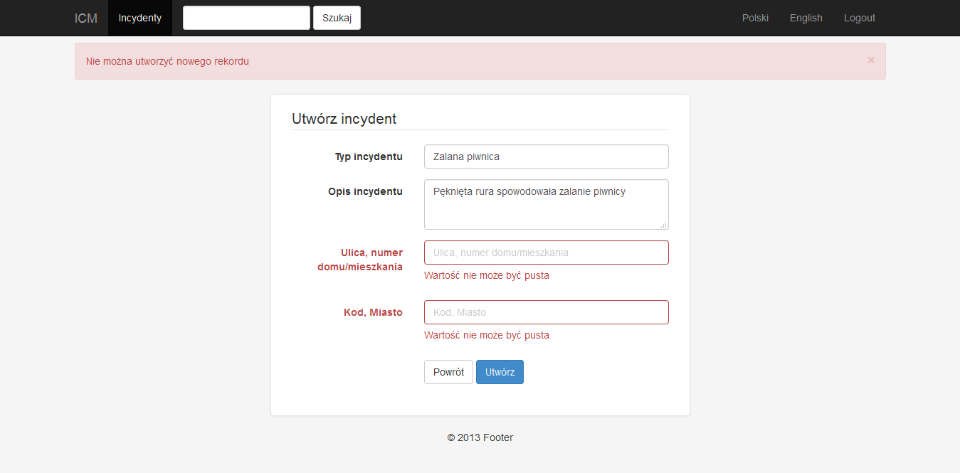 ICM Incydenty Szukaj Polski English Logout
Nie można utworzyć nowego rekordu ×
Utwórz incydent
Typ incydentu Zalana piwnica
Opis incydentu Pęknięta rura spowodowała zalanie piwnicy
Ulica, numer
domu/mieszkania
Ulica, numer domu/mieszkania
Wartość nie może być pusta
Kod, Miasto Kod, Miasto
Wartość nie może być pusta
Powrót Utwórz
© 2013 Footer